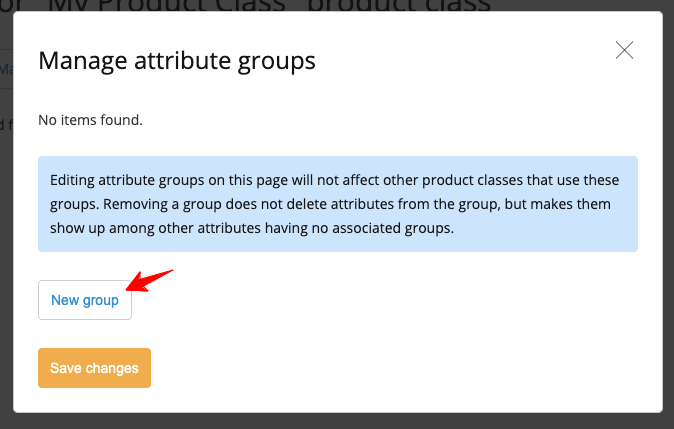 "My Product Class" product class
Manage attribute groups
No items found.
Editing attribute groups on this page will not affect other product classes that use these
groups. Removing a group does not delete attributes from the group, but makes them
show up among other attributes having no associated groups.
New group
Save changes